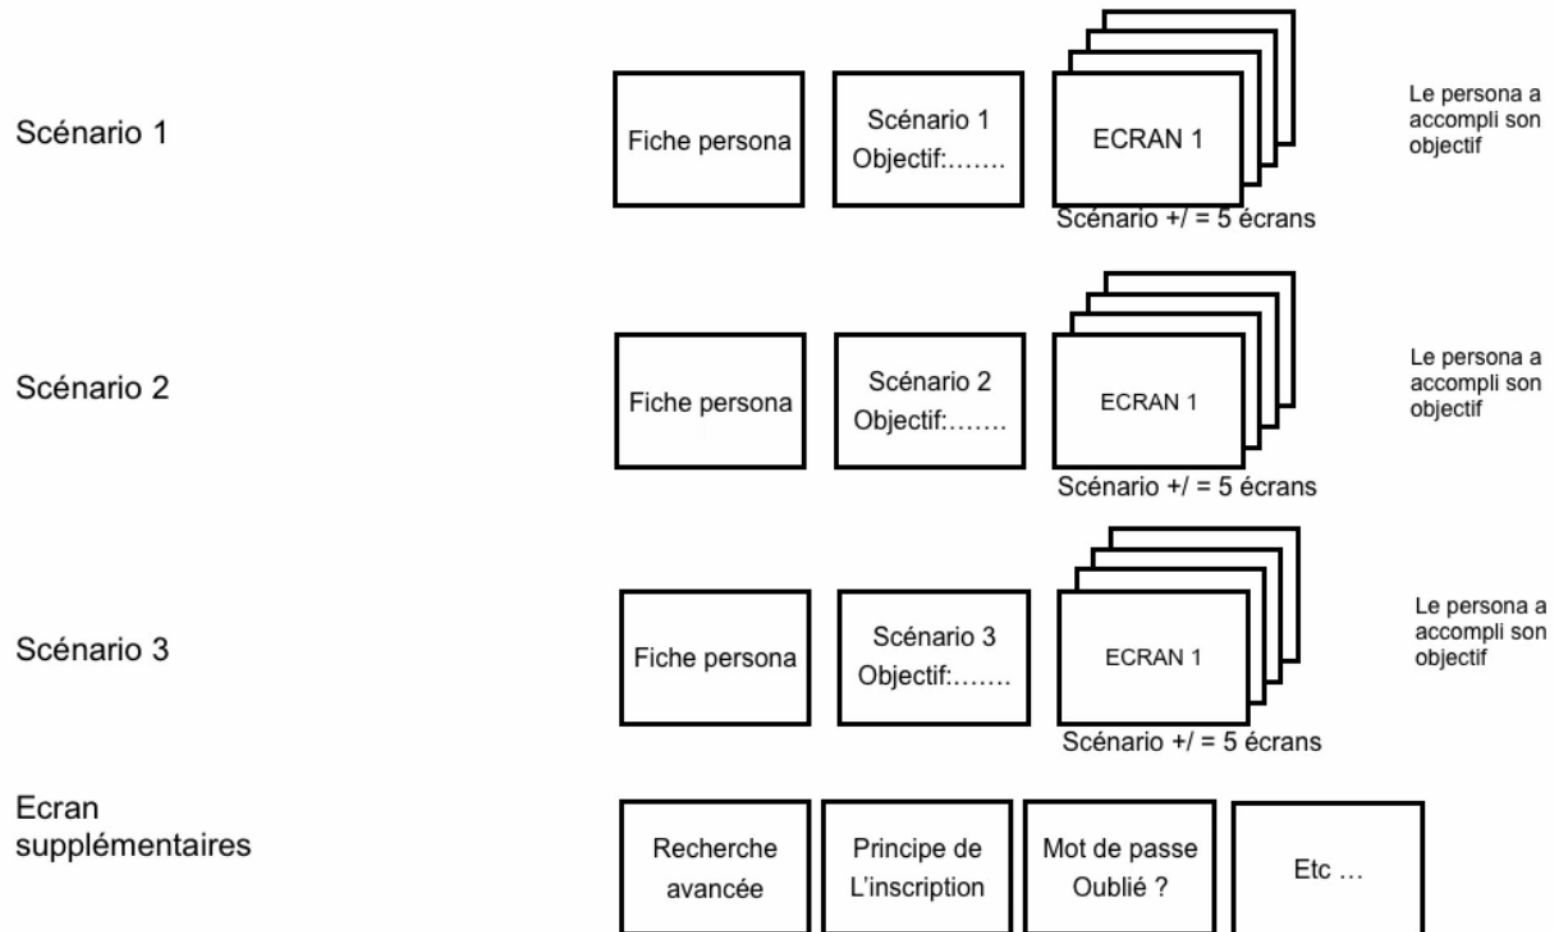 Scénario 1
Fiche persona
Scénario 1
Objectif:.......
ECRAN 1
Scénario +/ = 5 écrans
Le persona a
accompli son
objectif
Scénario 2
Fiche persona
Scénario 2
Objectif:.......
ECRAN 1
Scénario +/ = 5 écrans
Le persona a
accompli son
objectif
Scénario 3
Fiche persona
Scénario 3
Objectif:.......
ECRAN 1
Scénario +/ = 5 écrans
Le persona a
accompli son
objectif
Ecran
supplémentaires
Recherche
avancée
Principe de
L’inscription
Mot de passe
Oublié ?
Etc ...